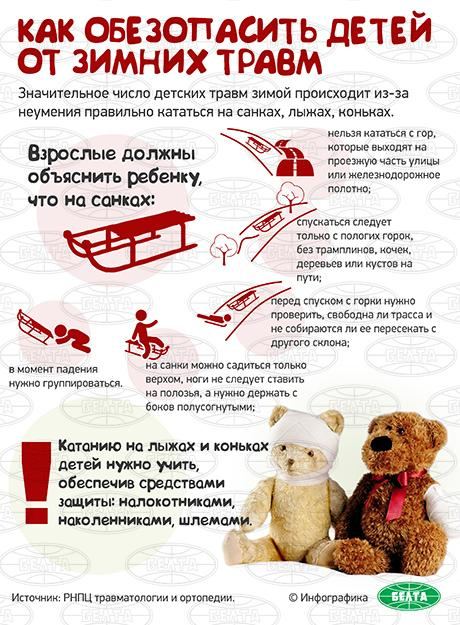 КАК ОБЕЗОПАСИТЬ ДЕТЕЙ
ОТ ЗИМНИХ ТРАВМ
Значительное число детских травм зимой происходит из-за
неумения правильно кататься на санках, лыжах, коньках.
Взрослые должны
объяснить ребенку,
что на санках:
нельзя кататься с гор,
которые выходят на
проезжую часть улицы
или железнодорожное
полотно;
спускаться следует
только с пологих горок,
без трамплинов, кочек,
деревьев или кустов на
пути;
перед спуском с горки нужно
проверить, свободна ли трасса и
не собираются ли ее пересекать с
другого склона;
на санки можно садиться только
верхом, ноги не следует ставить
на полозья, а нужно держать с
боков полусогнутыми;
в момент падения
нужно группироваться.
! Катанию на лыжах и коньках
детей нужно учить,
обеспечив средствами
защиты: налокотниками,
наколенниками, шлемами.
Источник: РНПЦ травматологии и ортопедии.
© Инфографика
БЕЛТА